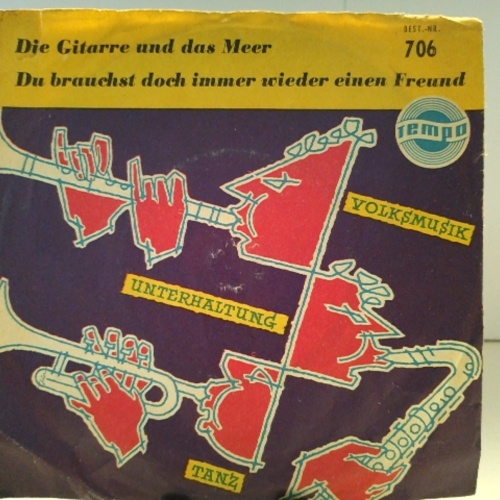 Die Gitarre und das Meer
BEST.-NR.
706
Du brauchst doch immer wieder einen Freund
Tempo
VOLKSMUSIK
UNTERHALTUNG
TANZ